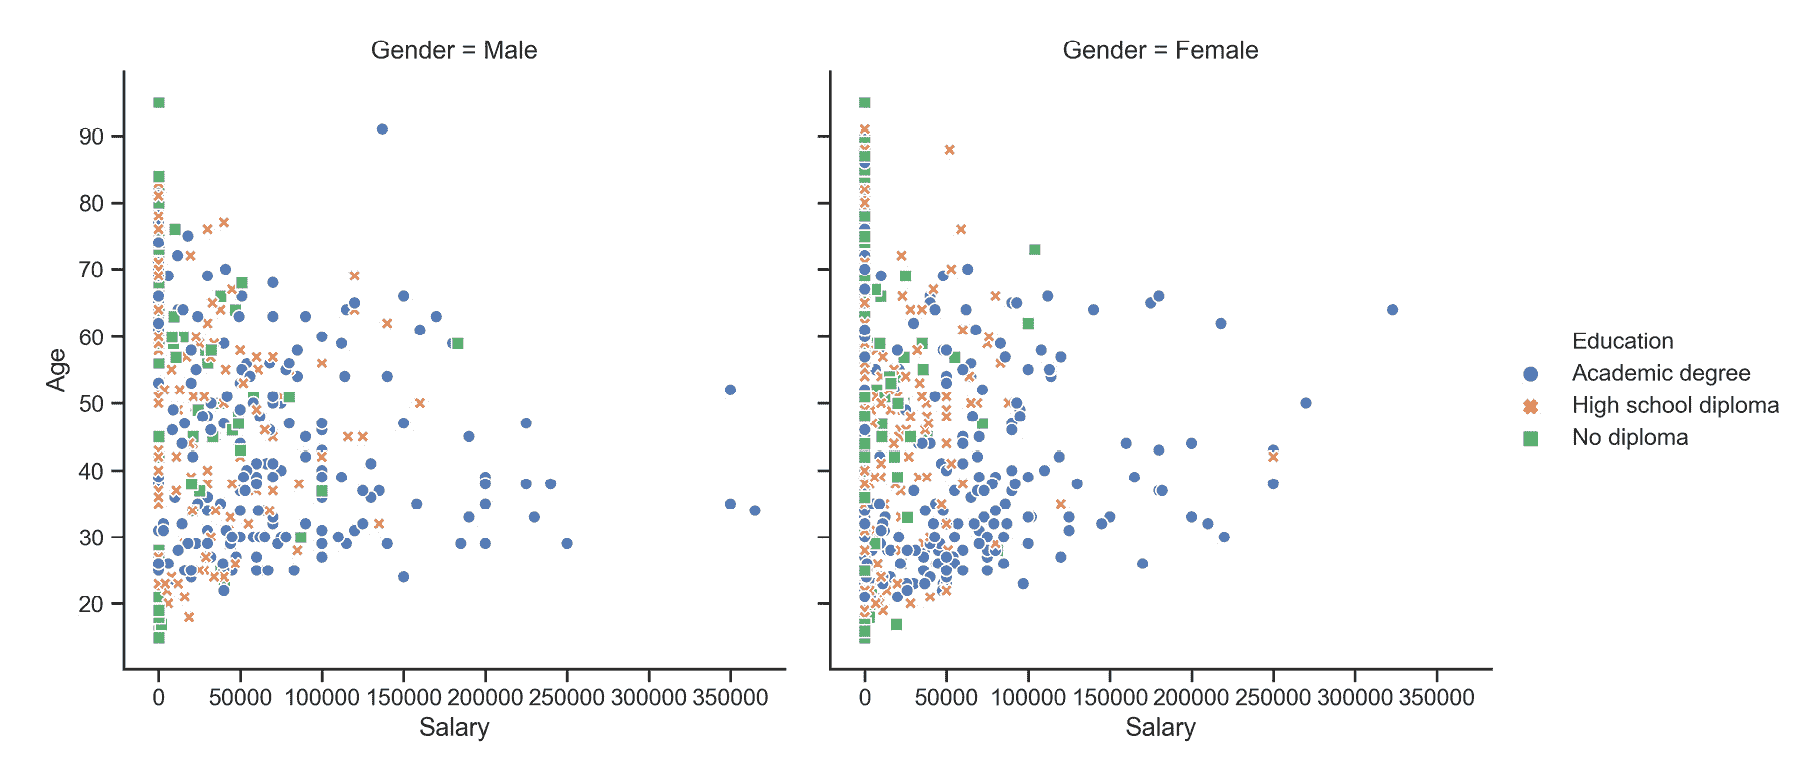 Gender = Male
Gender = Female
90
80
70
60
50
40
30
20
Age
0 50000 100000 150000 200000 250000 300000 350000
Salary
0 50000 100000 150000 200000 250000 300000 350000
Salary
Education
Academic degree
High school diploma
No diploma